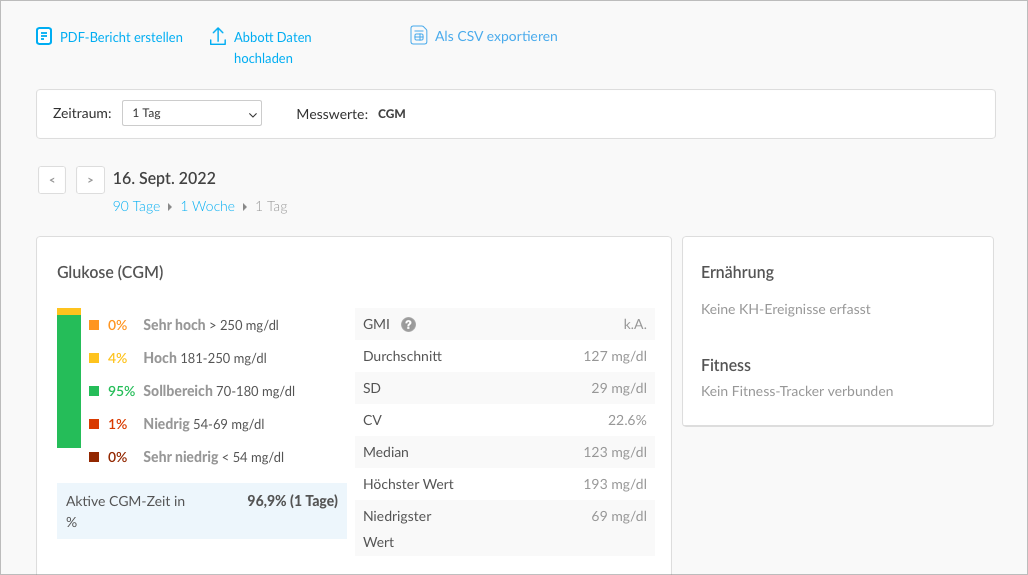 PDF-Bericht erstellen
Abbott Daten
hochladen
Als CSV exportieren
Zeitraum: 1 Tag Messwerte: CGM
< > 16. Sept. 2022
90 Tage 1 Woche 1 Tag
Glukose (CGM)
0% Sehr hoch > 250 mg/dl
4% Hoch 181-250 mg/dl
95% Sollbereich 70-180 mg/dl
1% Niedrig 54-69 mg/dl
0% Sehr niedrig < 54 mg/dl
Aktive CGM-Zeit in 96,9% (1 Tage)
%
GMI ? k.A.
Durchschnitt 127 mg/dl
SD 29 mg/dl
CV 22.6%
Median 123 mg/dl
Höchster Wert 193 mg/dl
Niedrigster 69 mg/dl
Wert
Ernährung
Keine KH-Ereignisse erfasst
Fitness
Kein Fitness-Tracker verbunden